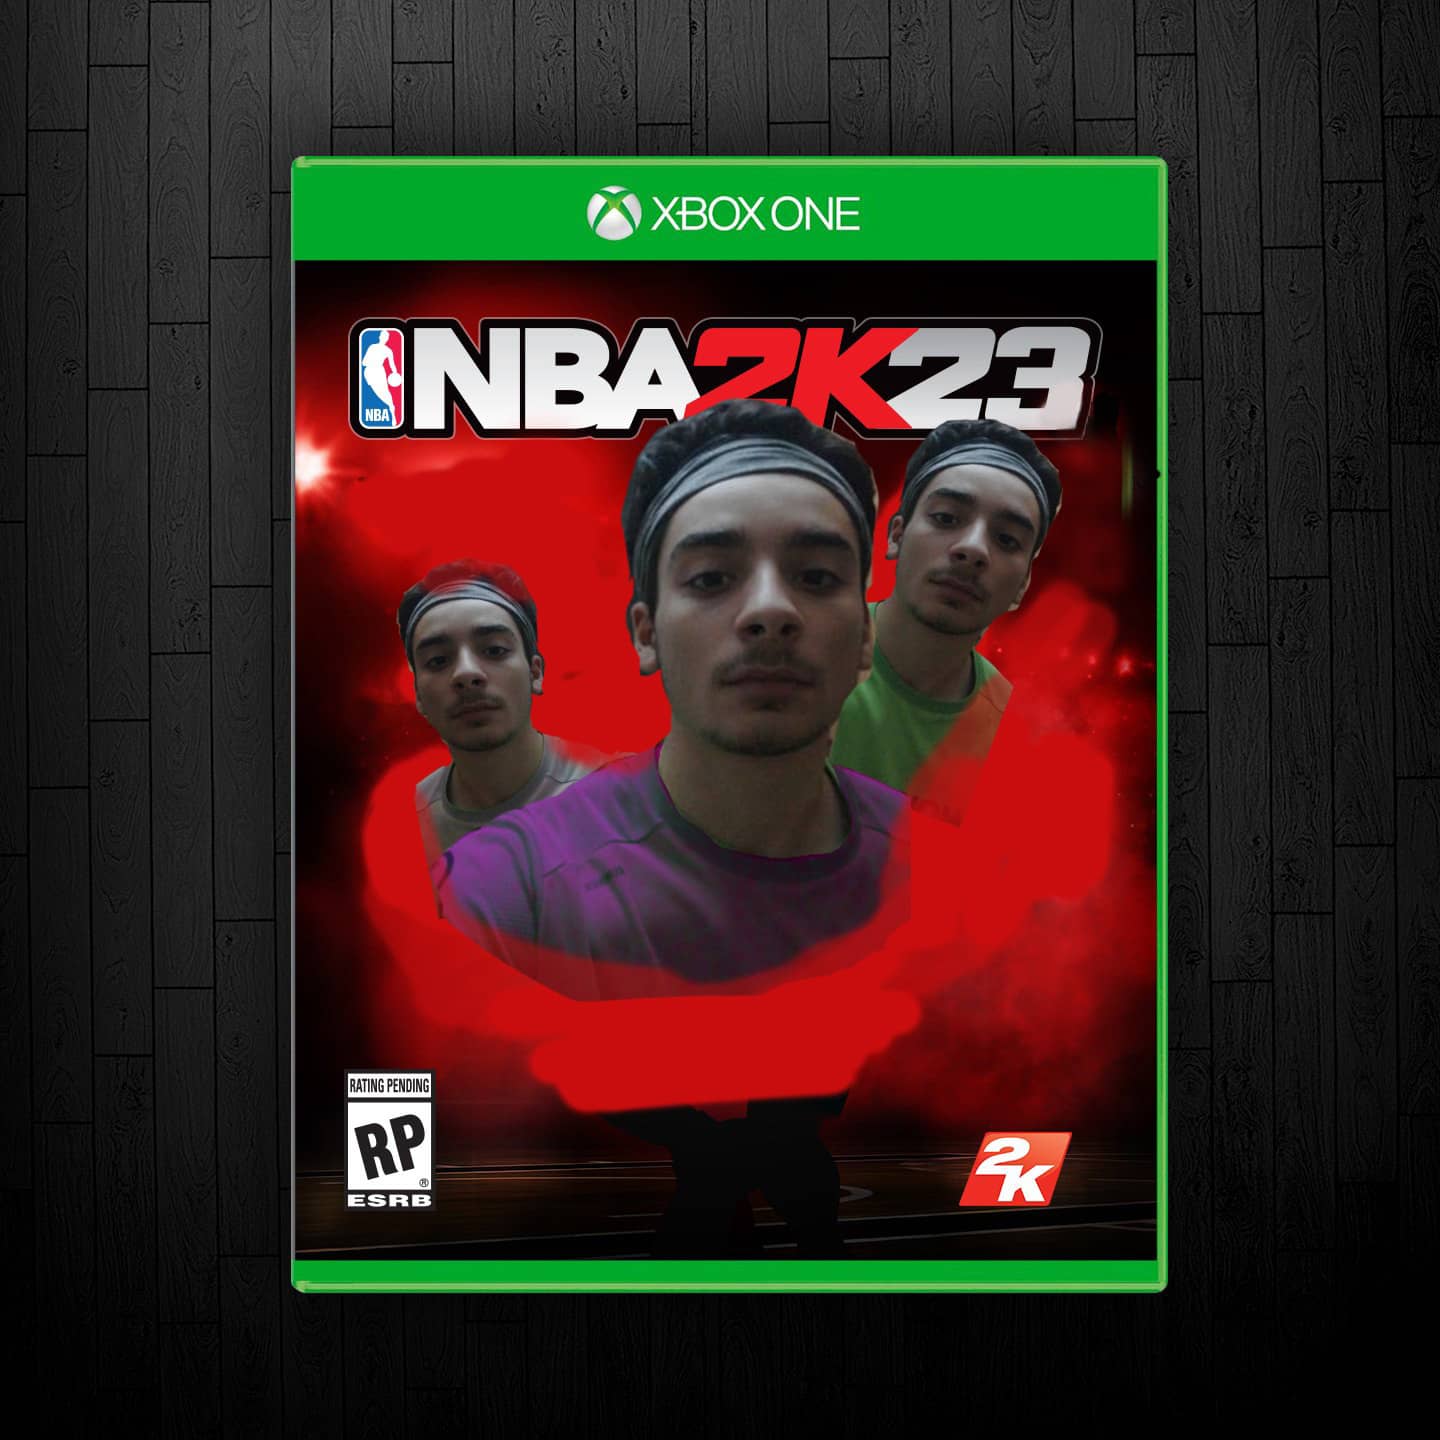 XBOX ONE
NBA2K23
NBA
RATING PENDING
RP®
ESRB
2K